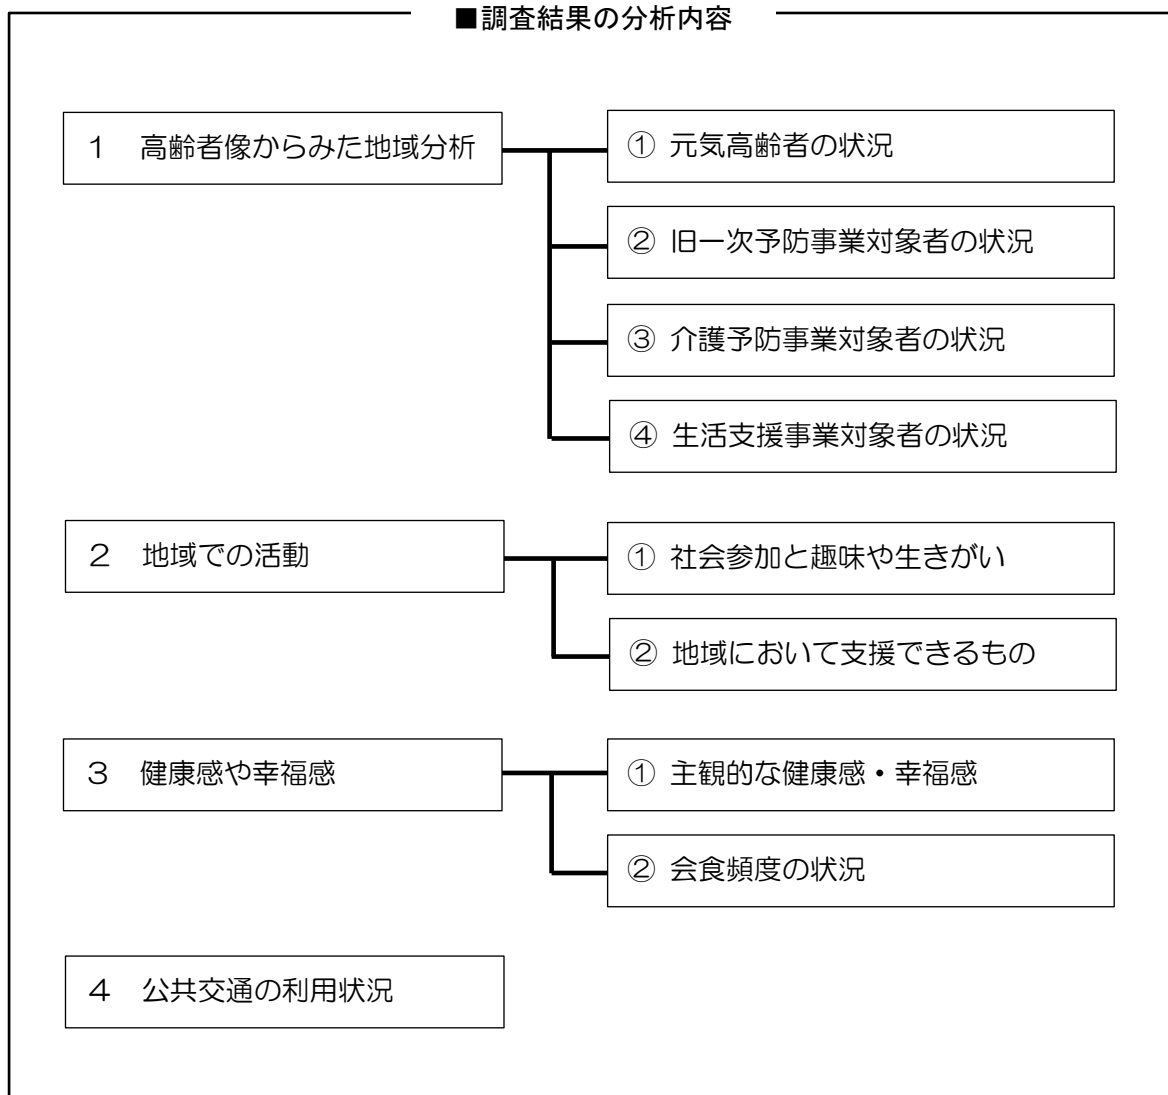 ■調査結果の分析内容
１　高齢者像からみた地域分析
① 元気高齢者の状況
② 旧一次予防事業対象者の状況
③ 介護予防事業対象者の状況
④ 生活支援事業対象者の状況
２　地域での活動
① 社会参加と趣味や生きがい
② 地域において支援できるもの
３　健康感や幸福感
① 主観的な健康感・幸福感
② 会食頻度の状況
４　公共交通の利用状況